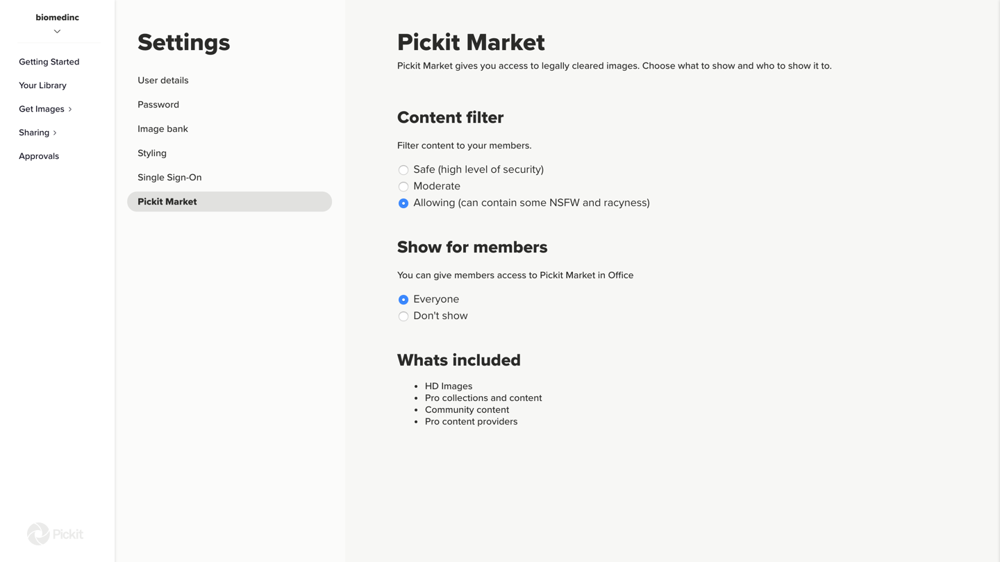 biomedinc
Getting Started
Your Library
Get Images
Sharing
Approvals
Pickit
Settings
User details
Password
Image bank
Styling
Single Sign-On
Pickit Market
Pickit Market
Pickit Market gives you access to legally cleared images. Choose what to show and who to show it to.
Content filter
Filter content to your members.
Safe (high level of security)
Moderate
Allowing (can contain some NSFW and racyness)
Show for members
You can give members access to Pickit Market in Office
Everyone
Don't show
Whats included
• HD Images
• Pro collections and content
• Community content
• Pro content providers